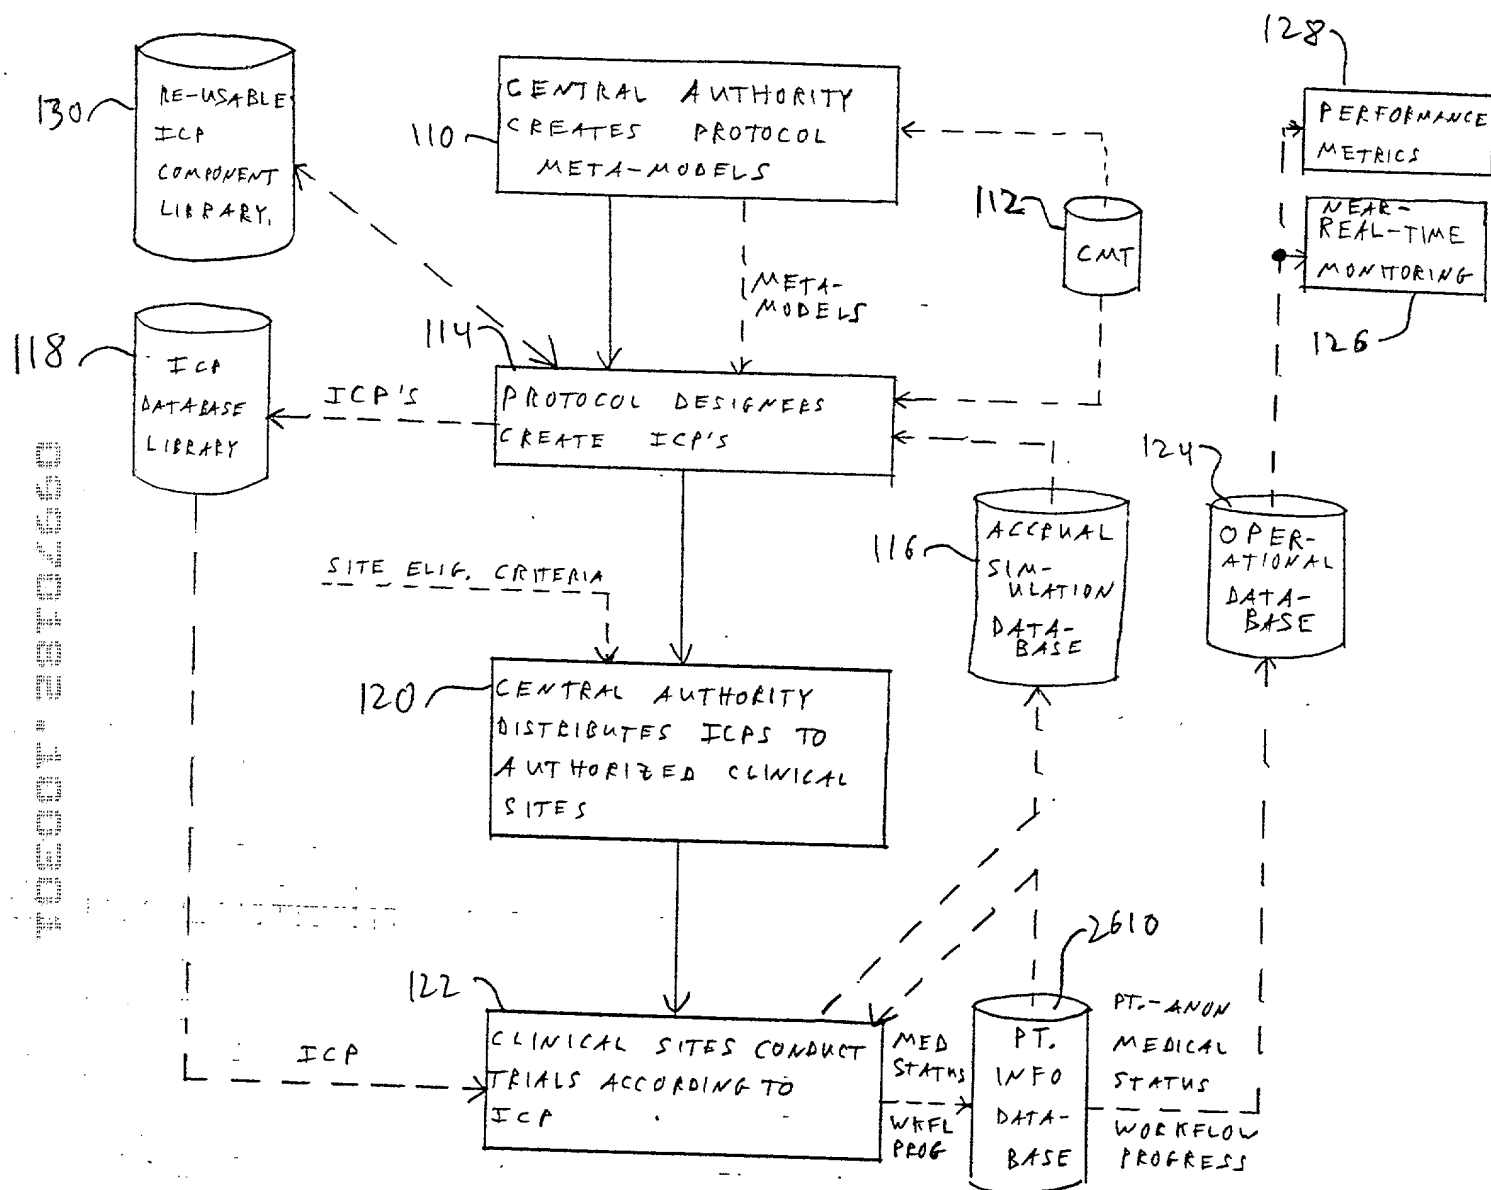 128
130
RE-USABLE
ICP
COMPONENT
LIBRARY.
110
CENTRAL AUTHORITY
CREATES PROTOCOL
META-MODELS
PERFORMANCE
METRICS
112
CMT
NEAR-
REAL-TIME
MONITORING
126
META-
MODELS
118
ICP
DATABASE
LIBRARY
ICP'S
114
PROTOCOL DESIGNERS
CREATE ICP'S
124
116
ACCRUAL
SIM-
ULATION
DATA-
BASE
OPER-
ATIONAL
DATA-
BASE
SITE ELIG. CRITERIA
120
CENTRAL AUTHORITY
DISTRIBUTES ICPS TO
AUTHORIZED CLINICAL
SITES
09970182.100301
2610
122
ICP
CLINICAL SITES CONDUCT
TRIALS ACCORDING TO
ICP
MED
STATUS
WKFL
PROG
PT.
INFO
DATA-
BASE
PT.-ANON
MEDICAL
STATUS
WORKFLOW
PROGRESS